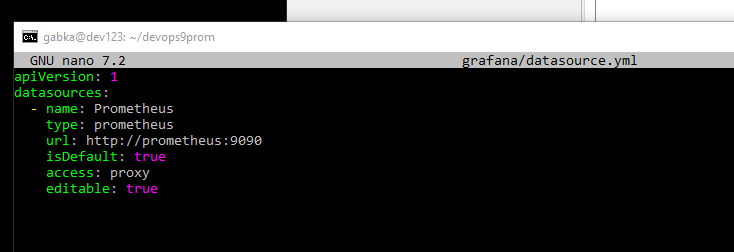 gabka@dev123: ~/devops9prom
GNU nano 7.2 grafana/datasource.yml
apiVersion: 1
datasources:
  - name: Prometheus
    type: prometheus
    url: http://prometheus:9090
    isDefault: true
    access: proxy
    editable: true